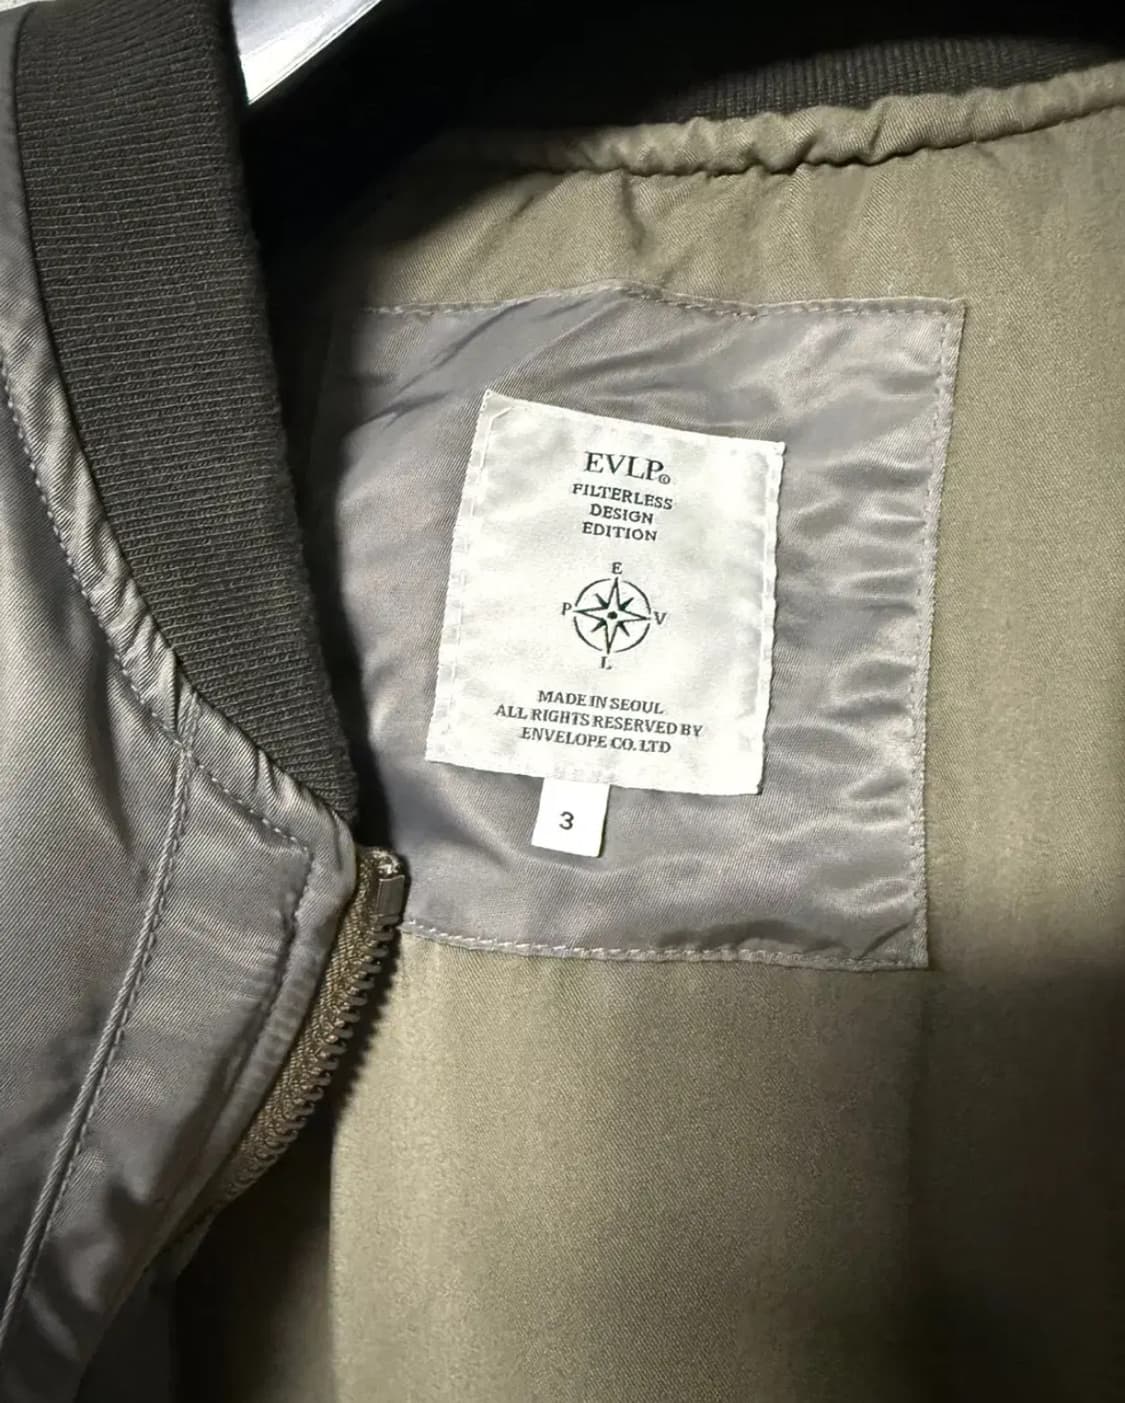 EVLP®
FILTERLESS
DESIGN
EDITION
E
P V
L
MADE IN SEOUL
ALL RIGHTS RESERVED BY
ENVELOPE CO. LTD
3